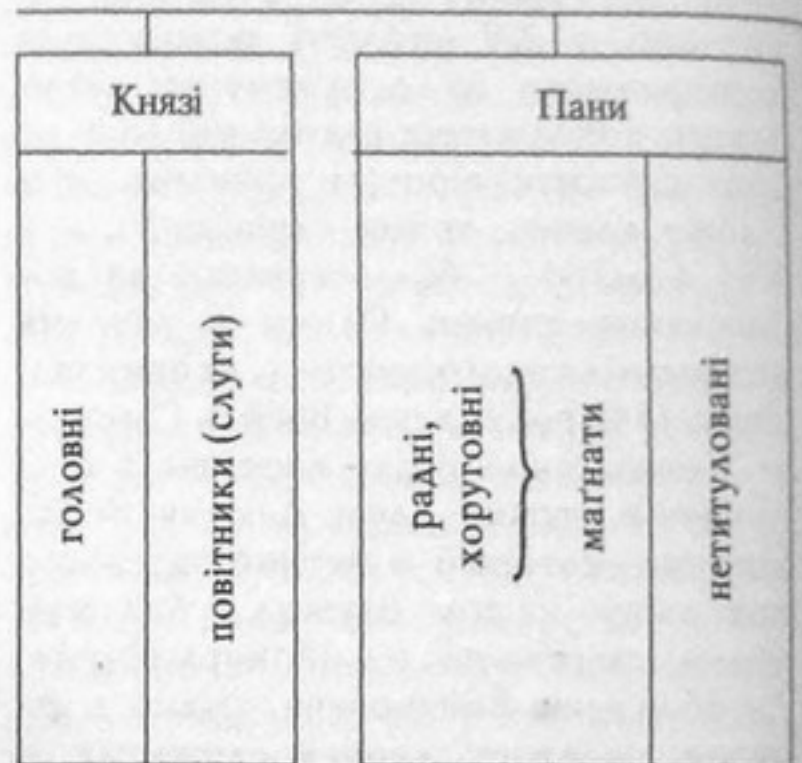 Князі
Пани
головні
повітники (слуги)
радні,
хоруговні
маґнати
нетитуловані